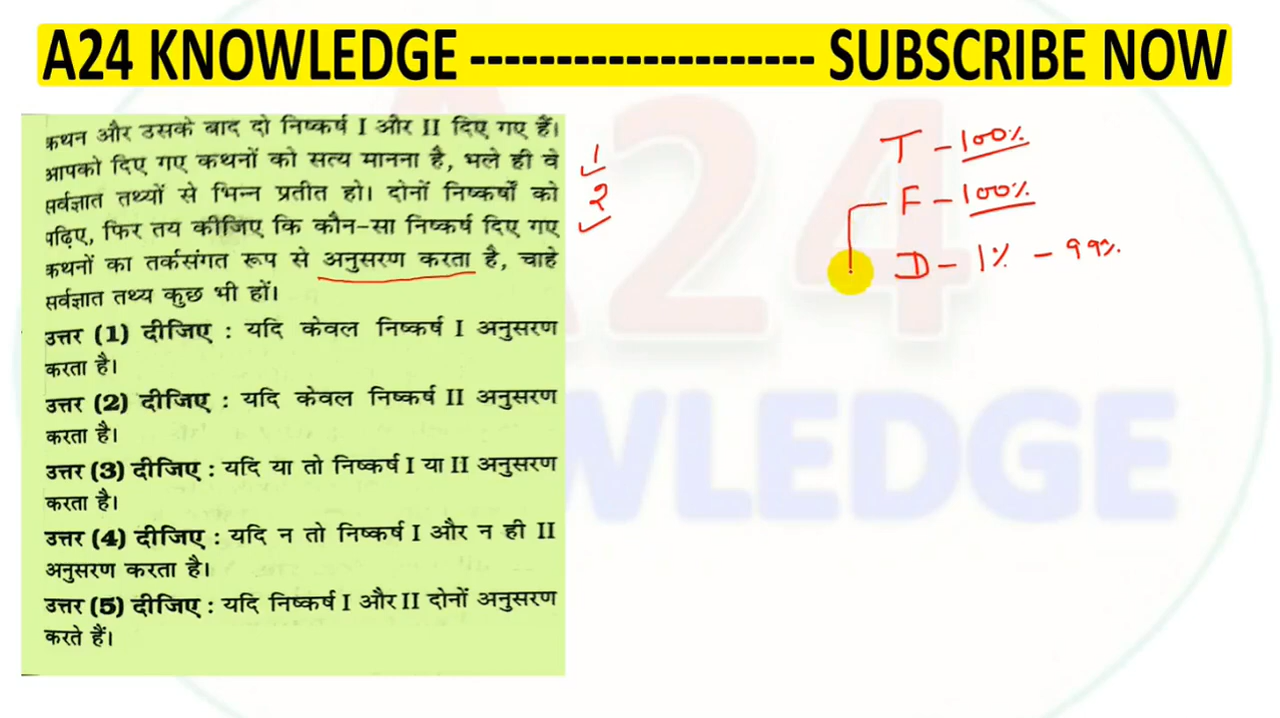 A24 KNOWLEDGE -------------------- SUBSCRIBE NOW
कथन और उसके बाद दो निष्कर्ष I और II दिए गए हैं।
आपको दिए गए कथनों को सत्य मानना है, भले ही वे
सर्वज्ञात तथ्यों से भिन्न प्रतीत हो। दोनों निष्कर्षों को
पढ़िए, फिर तय कीजिए कि कौन-सा निष्कर्ष दिए गए
कथनों का तर्कसंगत रूप से अनुसरण करता है, चाहे
सर्वज्ञात तथ्य कुछ भी हों।
उत्तर (1) दीजिए : यदि केवल निष्कर्ष I अनुसरण
करता है।
उत्तर (2) दीजिए : यदि केवल निष्कर्ष II अनुसरण
करता है।
उत्तर (3) दीजिए : यदि या तो निष्कर्ष I या II अनुसरण
करता है।
उत्तर (4) दीजिए : यदि न तो निष्कर्ष I और न ही II
अनुसरण करता है।
उत्तर (5) दीजिए : यदि निष्कर्ष I और II दोनों अनुसरण
करते हैं।
1
2
T - 100%
F - 100%
D - 1% - 99%
A24
KNOWLEDGE